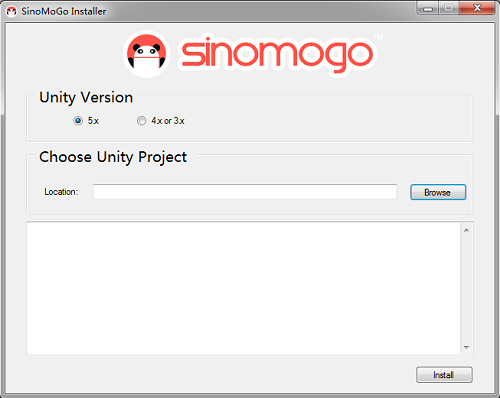 SinoMoGo Installer
sinomogo™
Unity Version
5.x
4.x or 3.x
Choose Unity Project
Location:
Browse
Install